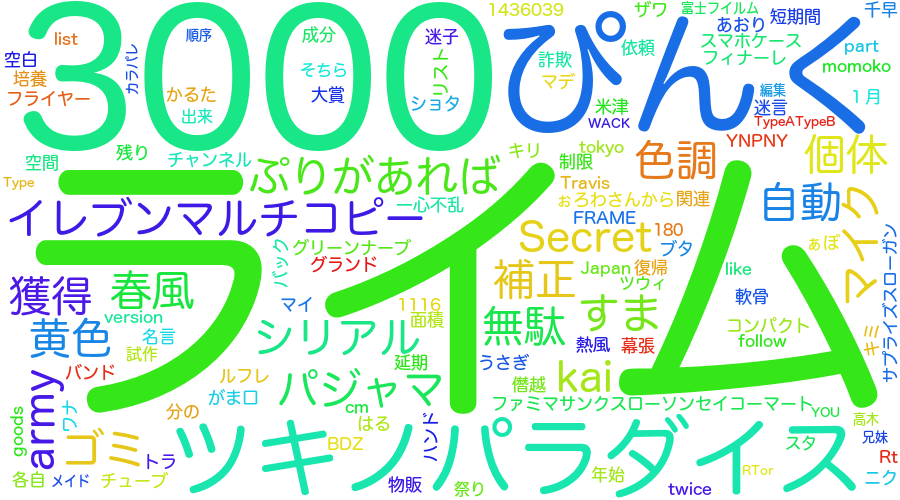 3000
ぴんく
ライム
ツキノパラダイス
1436039
ザワ
富士フイルム
千早
あおり
短期間
list
空白
培養
フライヤー
カラパレ
順序
成分
迷子
そちら
リスト
大賞
ショタ
かるた
出来
詐欺
依頼
マデ
スマホケース
フィナーレ
part
momoko
編集
1月
迷言
米津
WACK
TypeATypeB
YNPNY
空間
残り
チャンネル
Type
ぷりがあれば
キリ
tokyo
制限
色調
個体
イレブンマルチコピー
一心不乱
Travis
ぉろわさんから
関連
自動
マイク
FRAME
180
Secret
ブタ
ぁぽ
バック
グリーンナーブ
グランド
獲得
春風
補正
Japan
復帰
ツウィ
like
軟骨
サプライズスローガン
version
マイ
1116
面積
すま
無駄
コンパクト
follow
キミ
黄色
名言
試作
シリアル
延期
うさぎ
熱風
幕張
バンド
ルフレ
パジャマ
kai
僭越
army
ワナ
がま口
goods
分の
cm
はる
ハンド
ファミマサンクスローソンセイコーマート
YOU
高木
ゴミ
トラ
BDZ
スタ
兄妹
Rt
各自
メイド
チューブ
物販
祭り
年始
twice
RTor
ニク